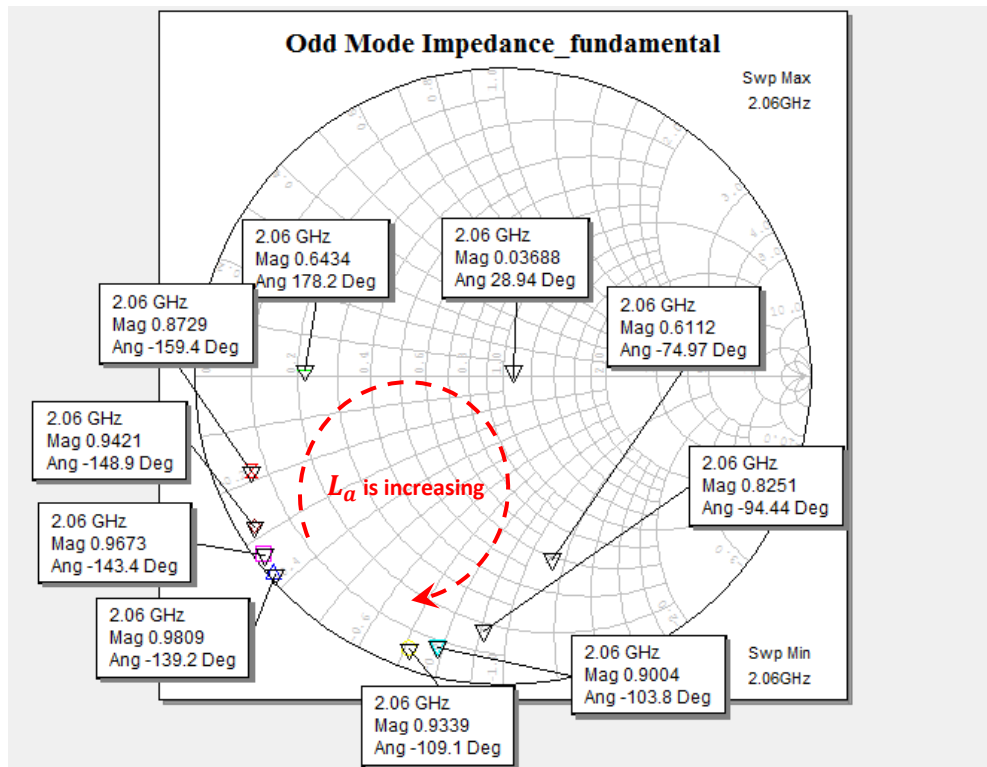 Odd Mode Impedance_fundamental
Swp Max
2.06GHz
2.06 GHz
Mag 0.6434
Ang 178.2 Deg
2.06 GHz
Mag 0.03688
Ang 28.94 Deg
2.06 GHz
Mag 0.8729
Ang -159.4 Deg
2.06 GHz
Mag 0.6112
Ang -74.97 Deg
2.06 GHz
Mag 0.9421
Ang -148.9 Deg
2.06 GHz
Mag 0.8251
Ang -94.44 Deg
Lₐ is increasing
2.06 GHz
Mag 0.9673
Ang -143.4 Deg
2.06 GHz
Mag 0.9809
Ang -139.2 Deg
2.06 GHz
Mag 0.9004
Ang -103.8 Deg
Swp Min
2.06GHz
2.06 GHz
Mag 0.9339
Ang -109.1 Deg